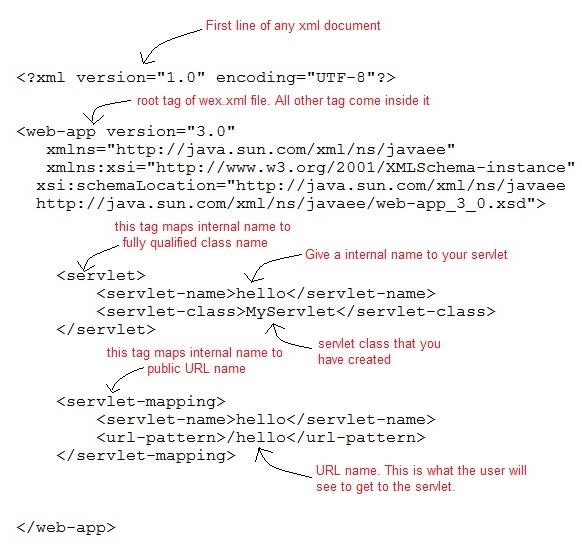 First line of any xml document
<?xml version="1.0" encoding="UTF-8"?>
root tag of wex.xml file. All other tag come inside it
<web-app version="3.0"
xmlns="http://java.sun.com/xml/ns/javaee"
xmlns:xsi="http://www.w3.org/2001/XMLSchema-instance"
xsi:schemaLocation="http://java.sun.com/xml/ns/javaee
http://java.sun.com/xml/ns/javaee/web-app_3_0.xsd">
this tag maps internal name to
fully qualified class name
Give a internal name to your servlet
<servlet>
<servlet-name>hello</servlet-name>
<servlet-class>MyServlet</servlet-class>
</servlet>
servlet class that you
have created
this tag maps internal name to
public URL name
<servlet-mapping>
<servlet-name>hello</servlet-name>
<url-pattern>/hello</url-pattern>
</servlet-mapping>
URL name. This is what the user will
see to get to the servlet.
</web-app>